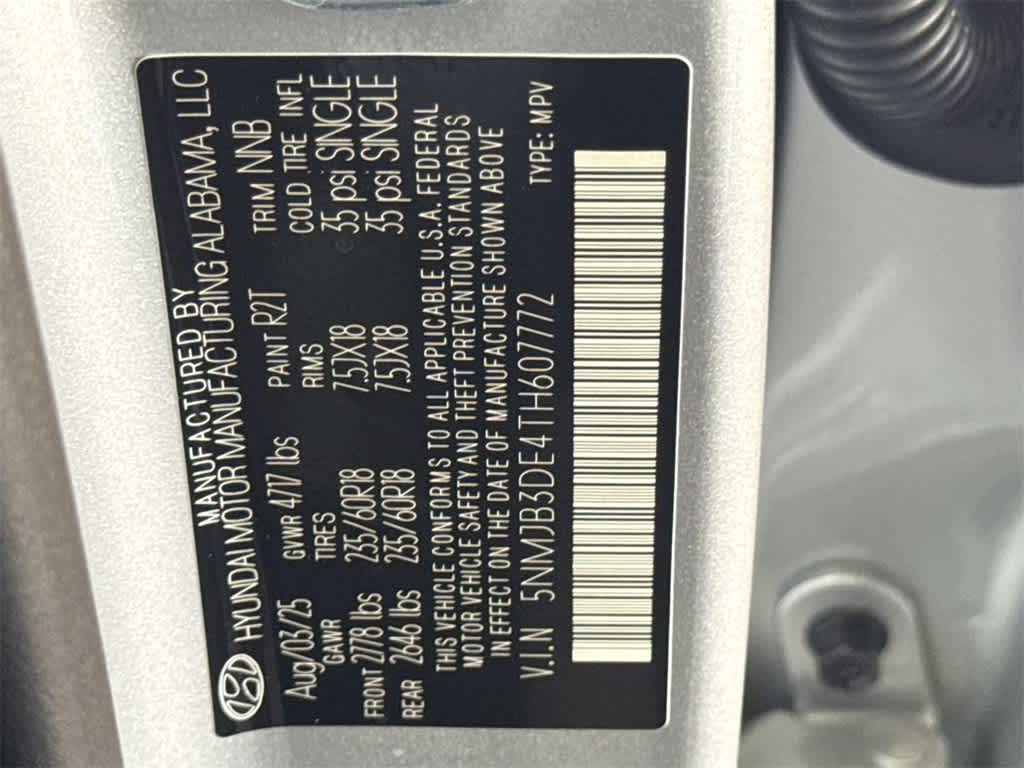 MANUFACTURED BY
HYUNDAI MOTOR MANUFACTURING ALABAMA, LLC
Aug/03/25 GVWR 4717 lbs PAINT R2T TRIM NNB
GAWR TIRES RIMS COLD TIRE INFL
FRONT 2778 lbs 235/60R18 7.5JX18 35 psi SINGLE
REAR 2646 lbs 235/60R18 7.5JX18 35 psi SINGLE
THIS VEHICLE CONFORMS TO ALL APPLICABLE U.S.A. FEDERAL
MOTOR VEHICLE SAFETY AND THEFT PREVENTION STANDARDS
IN EFFECT ON THE DATE OF MANUFACTURE SHOWN ABOVE
V.I.N 5NMJB3DE4TH607772 TYPE: MPV